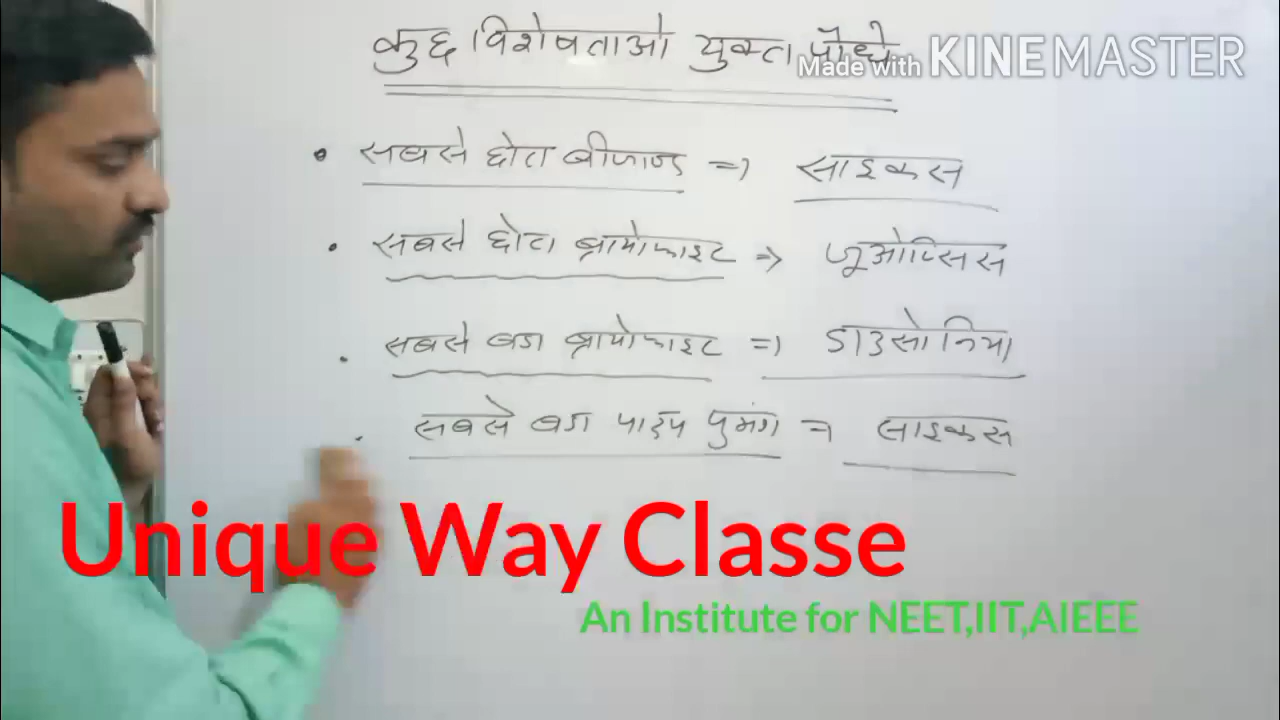 कुछ विशेषताओ युक्त पौधे
Made with KINEMASTER
• सबसे छोटा बीजाण्ड => साइकस
• सबसे छोटा ब्रायोफाइट => जूओप्सिस
• सबसे बडा ब्रायोफाइट => डाउसोनिया
• सबसे बडा पाइप पुमंग = साइकस
Unique Way Classe
An Institute for NEET,IIT,AIEEE